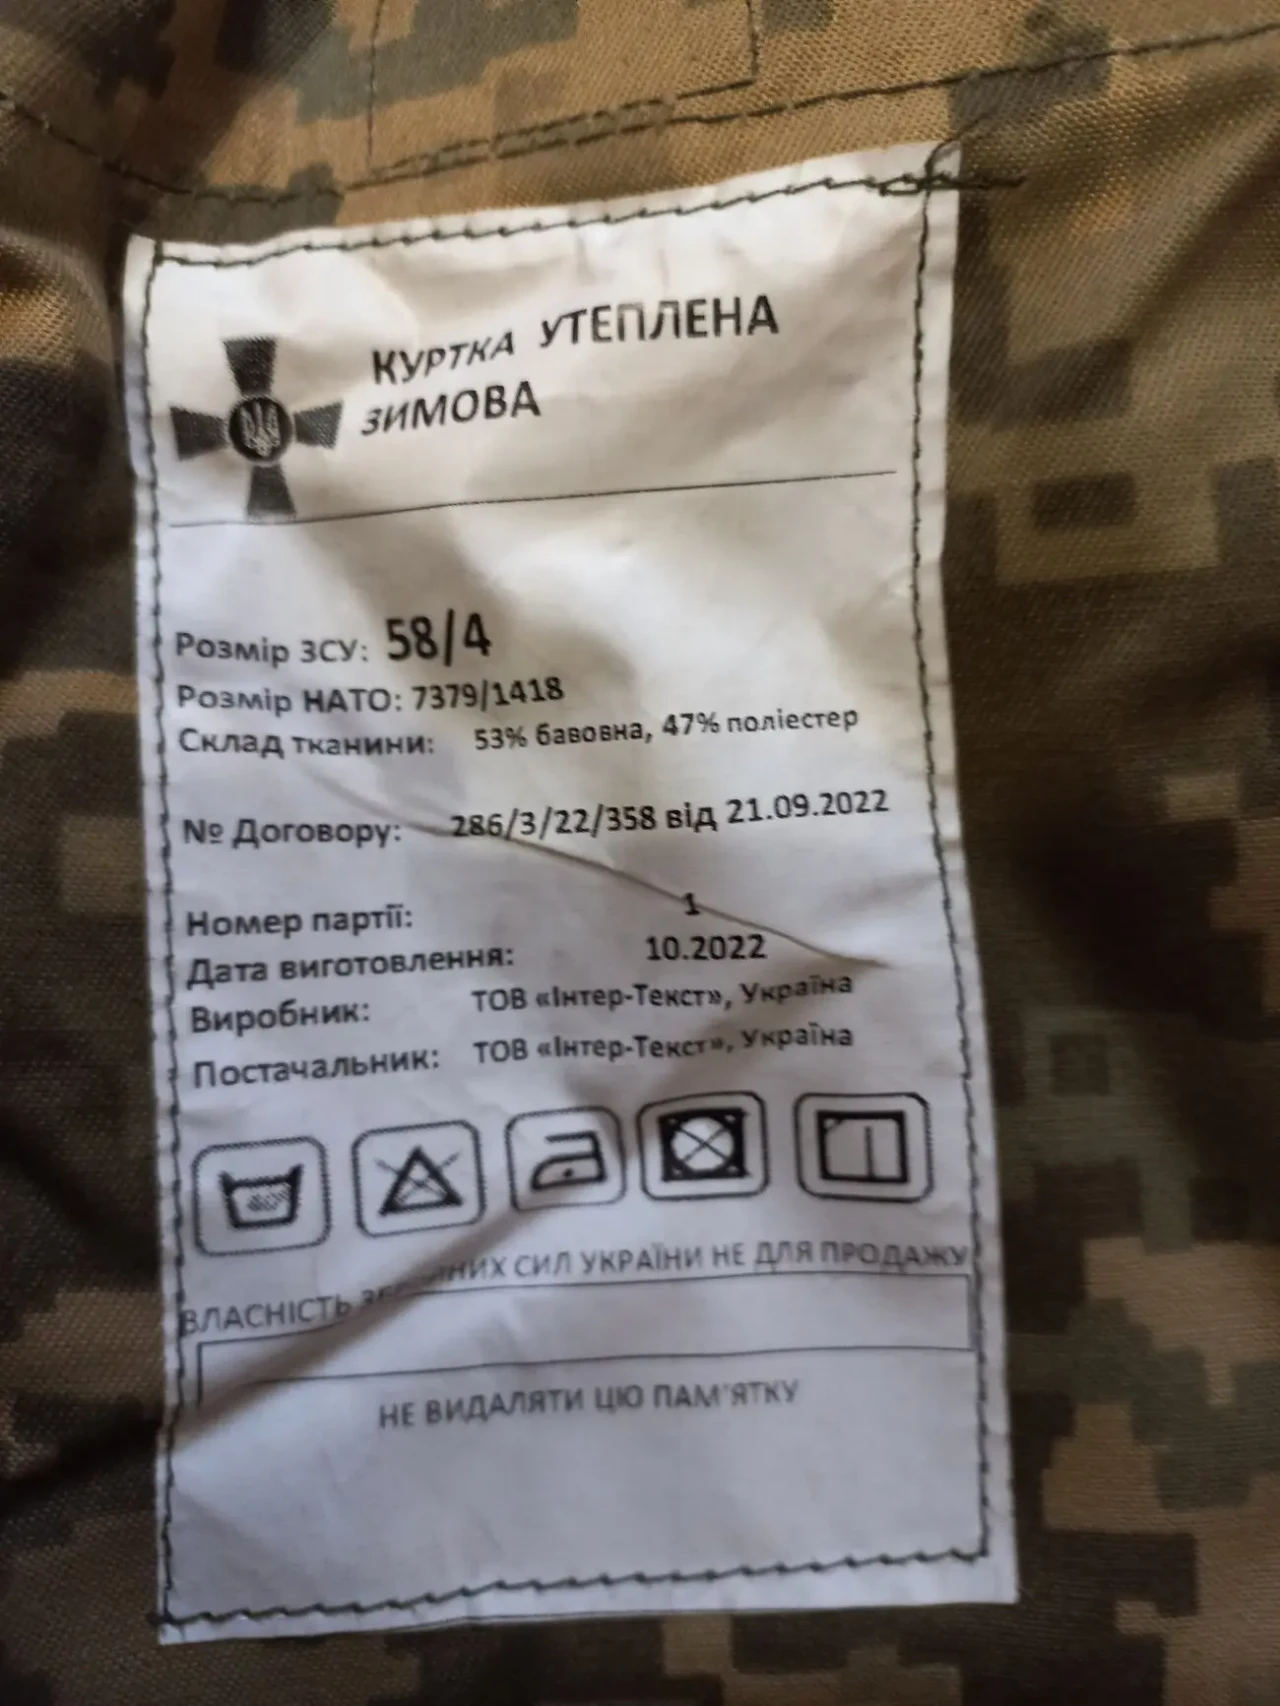 КУРТКА УТЕПЛЕНА
ЗИМОВА
Розмір ЗСУ: 58/4
Розмір НАТО: 7379/1418
Склад тканини: 53% бавовна, 47% поліестер
№ Договору: 286/3/22/358 від 21.09.2022
Номер партії: 1
Дата виготовлення: 10.2022
Виробник: ТОВ «Інтер-Текст», Україна
Постачальник: ТОВ «Інтер-Текст», Україна
40°
ВЛАСНІСТЬ СИЛ УКРАЇНИ НЕ ДЛЯ ПРОДАЖУ
НЕ ВИДАЛЯТИ ЦЮ ПАМ'ЯТКУ